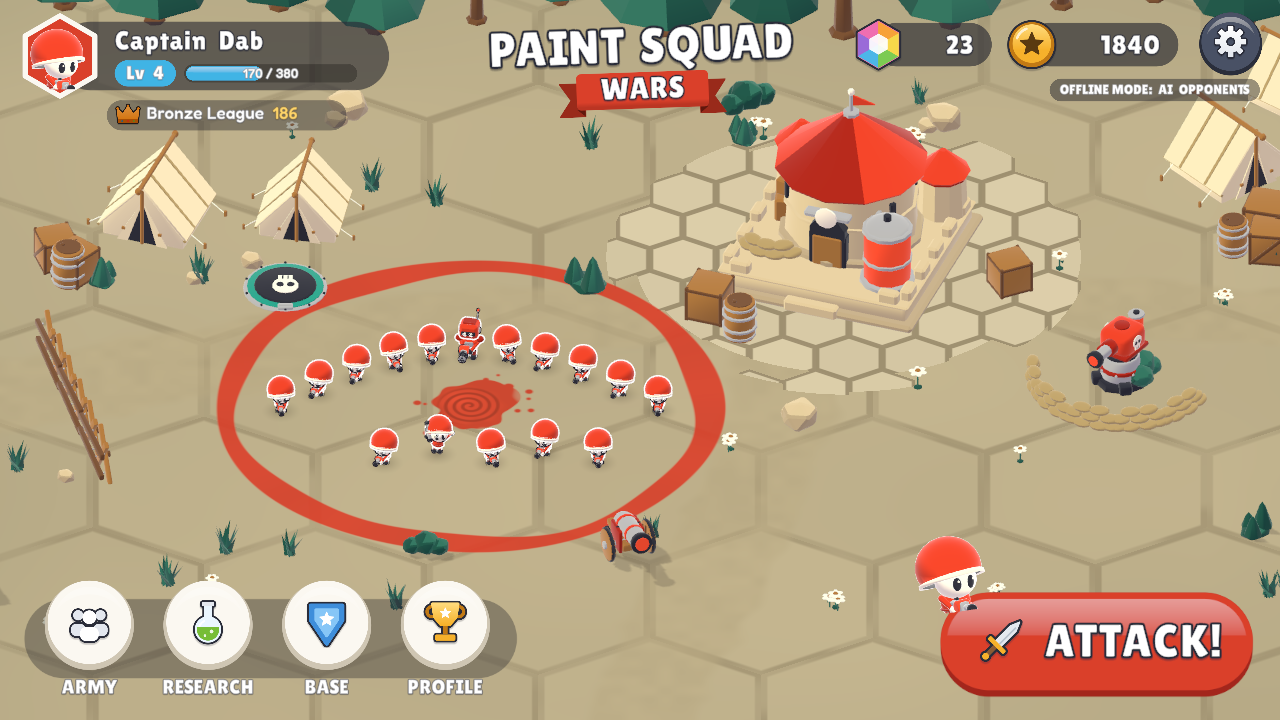 Captain Dab
Lv 4
170 / 380
Bronze League 186
PAINT SQUAD
WARS
23
1840
OFFLINE MODE: AI OPPONENTS
ARMY
RESEARCH
BASE
PROFILE
ATTACK!